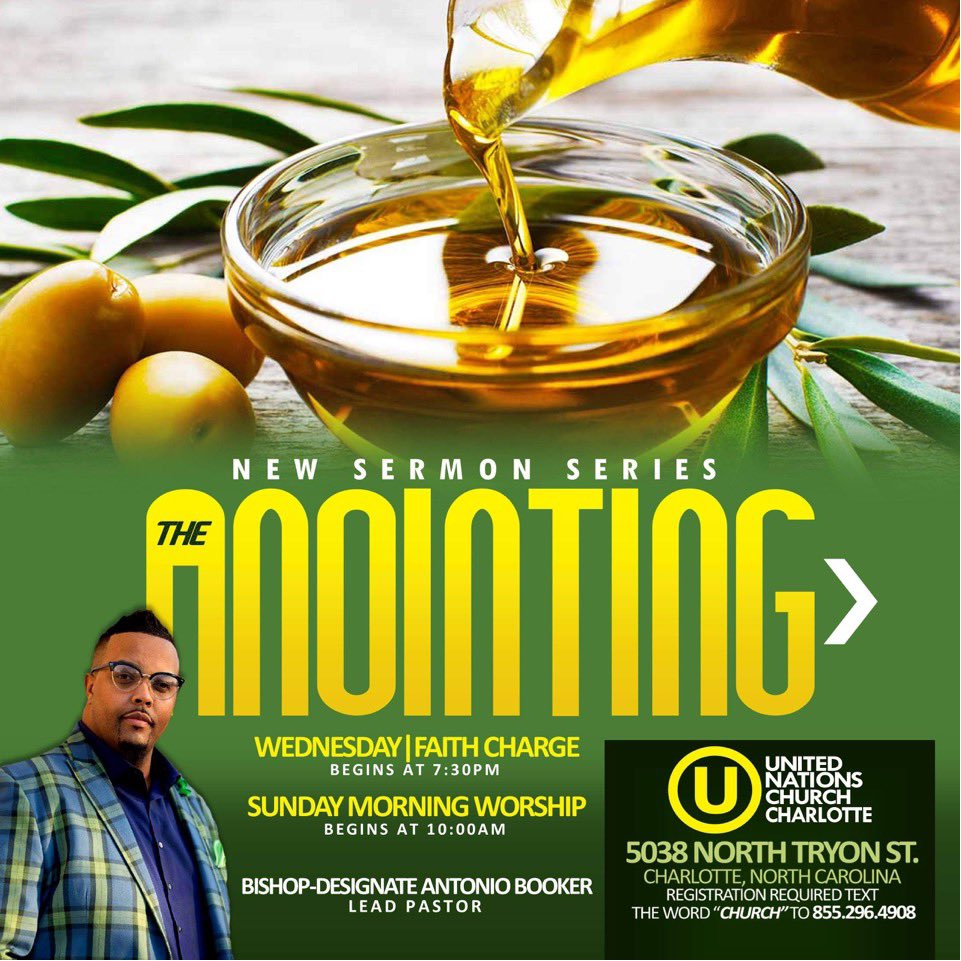 NEW SERMON SERIES
THE ANOINTING
WEDNESDAY | FAITH CHARGE
BEGINS AT 7:30PM
SUNDAY MORNING WORSHIP
BEGINS AT 10:00AM
BISHOP-DESIGNATE ANTONIO BOOKER
LEAD PASTOR
U
UNITED
NATIONS
CHURCH
CHARLOTTE
5038 NORTH TRYON ST.
CHARLOTTE, NORTH CAROLINA
REGISTRATION REQUIRED TEXT
THE WORD "CHURCH" TO 855.296.4908